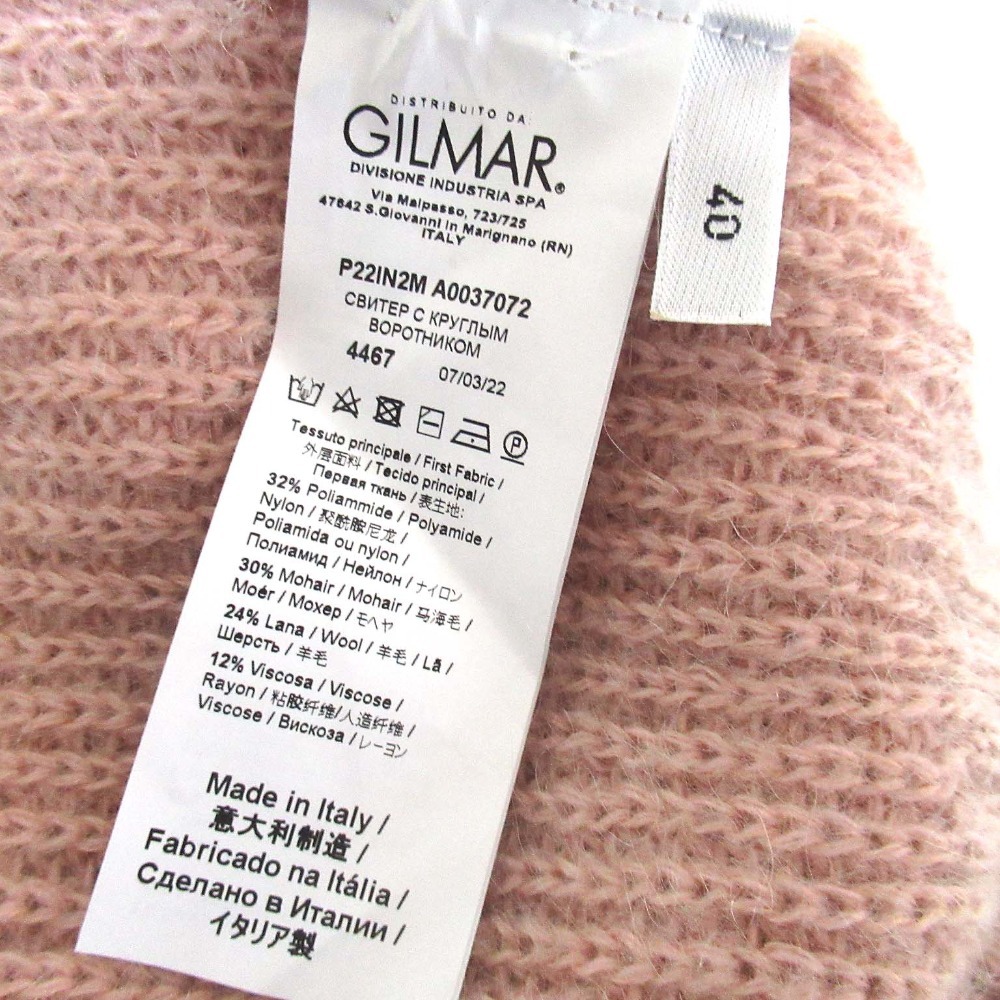 DISTRIBUITO DA:
GILMAR®
DIVISIONE INDUSTRIA SPA
Via Malpasso, 723/725
47842 S.Giovanni in Marignano (RN)
ITALY
P22IN2M A0037072
СВИТЕР С КРУГЛЫМ
ВОРОТНИКОМ
4467 07/03/22
P
Tessuto principale / First Fabric /
外层面料 / Tecido principal /
Первая ткань / 表生地:
32% Poliammide / Polyamide /
Nylon / 聚酰胺尼龙 /
Poliamida ou nylon /
Полиамид / Нейлон / ナイロン
30% Mohair / Mohair / 马海毛 /
Moér / Мохер / モヘヤ
24% Lana / Wool / 羊毛 / Lã /
Шерсть / 羊毛
12% Viscosa / Viscose /
Rayon / 粘胶纤维/人造纤维 /
Viscose / Вискоза / レーヨン
Made in Italy /
意大利制造 /
Fabricado na Itália /
Сделано в Италии /
イタリア製
40